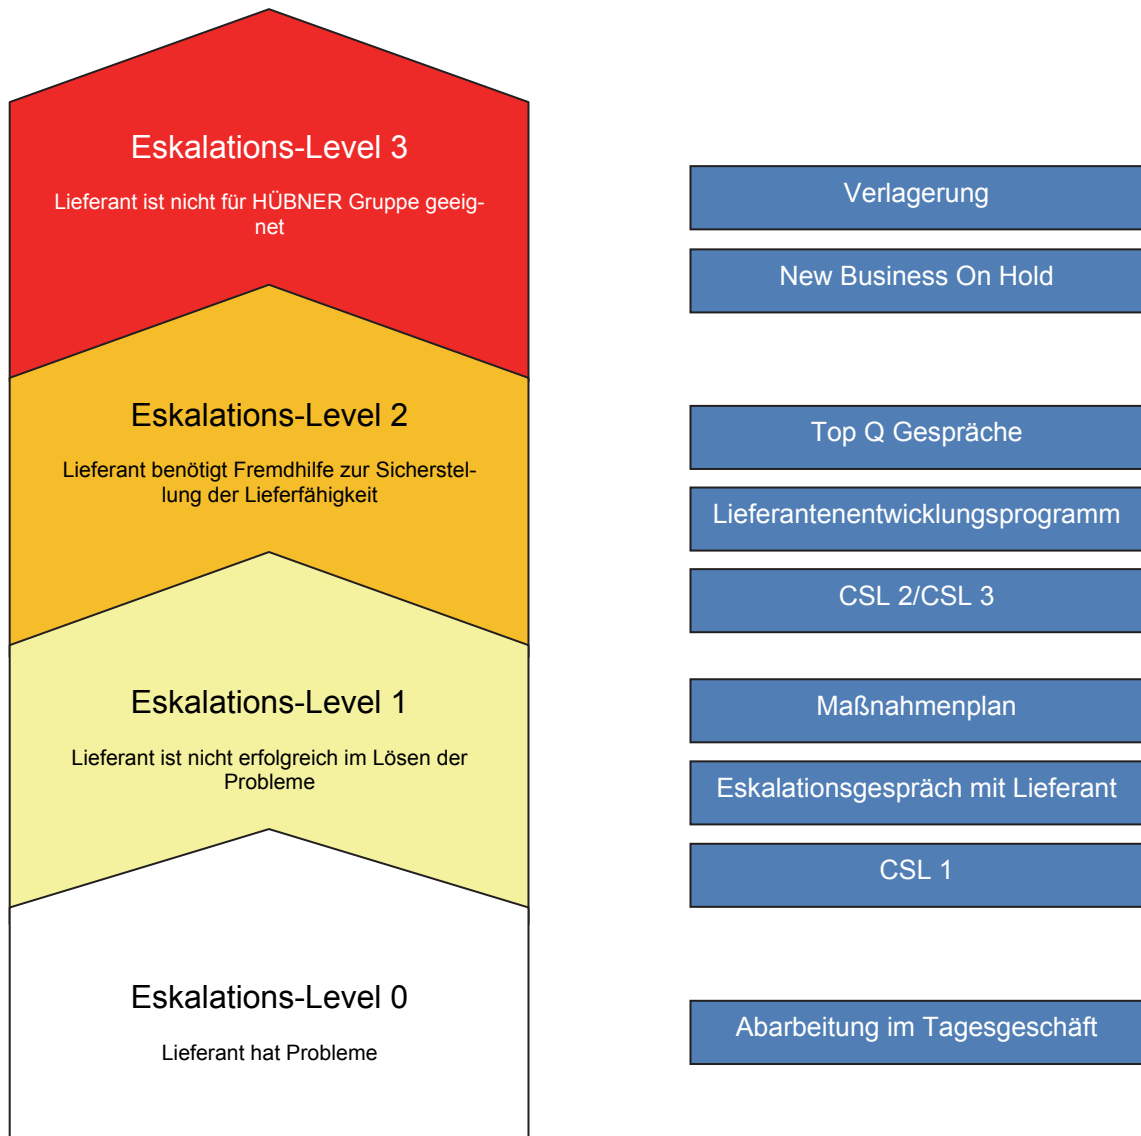 Eskalations-Level 3
Lieferant ist nicht für HÜBNER Gruppe geeig-
net
Verlagerung
New Business On Hold
Eskalations-Level 2
Lieferant benötigt Fremdhilfe zur Sicherstel-
lung der Lieferfähigkeit
Top Q Gespräche
Lieferantenentwicklungsprogramm
CSL 2/CSL 3
Eskalations-Level 1
Lieferant ist nicht erfolgreich im Lösen der
Probleme
Maßnahmenplan
Eskalationsgespräch mit Lieferant
CSL 1
Eskalations-Level 0
Lieferant hat Probleme
Abarbeitung im Tagesgeschäft